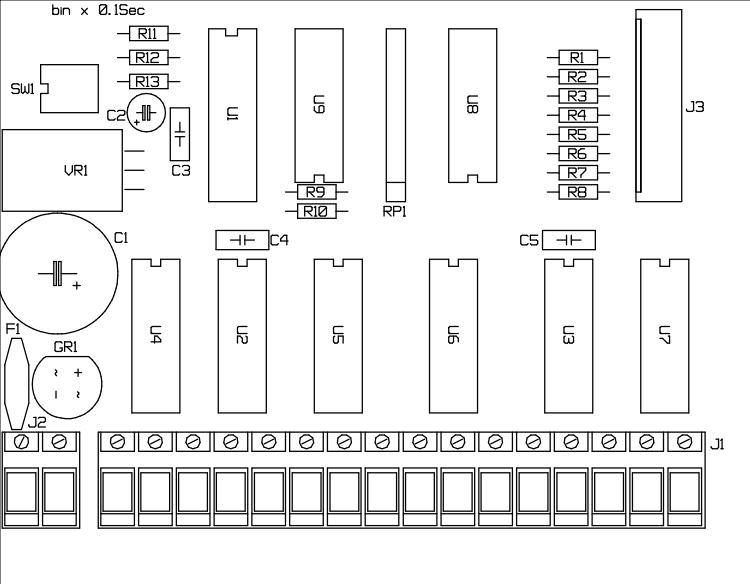 bin x 0.1Sec
R11
R12
R13
SW1
C2
C3
VR1
U1
U9
R9
R10
RP1
U8
R1
R2
R3
R4
R5
R6
R7
R8
J3
C1
C4
C5
F1
GR1
U4
U2
U5
U6
U3
U7
J2
J1